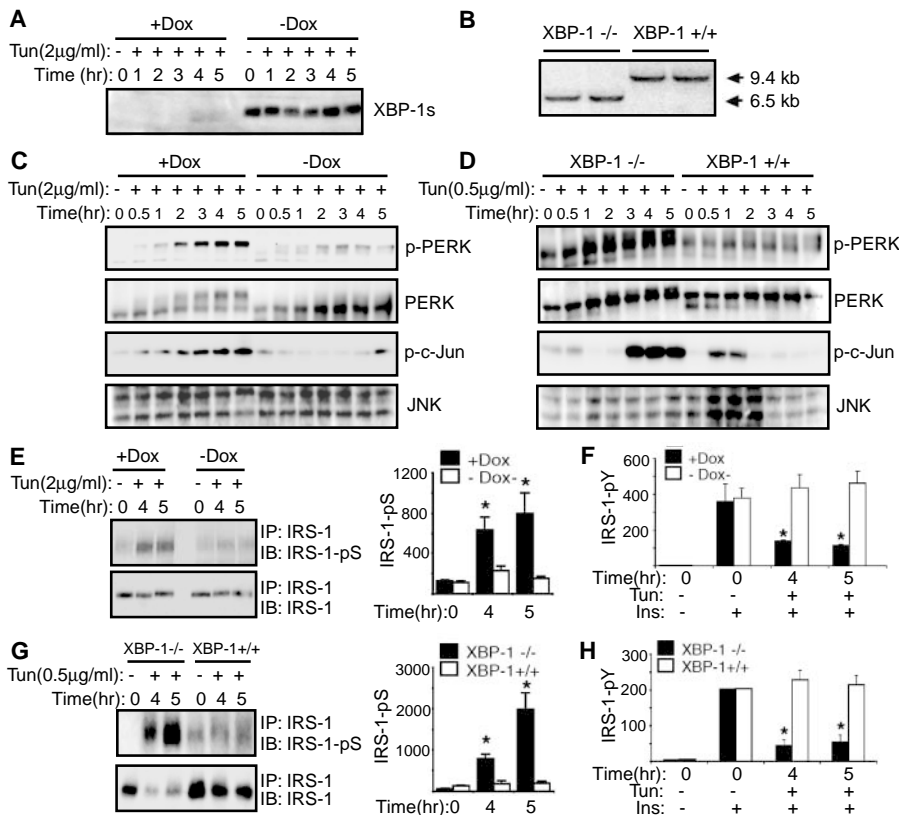 A
+Dox -Dox
Tun(2μg/ml): - + + + + + - + + + + +
Time (hr) 0 1 2 3 4 5 0 1 2 3 4 5
XBP-1s
B
XBP-1 -/- XBP-1 +/+
9.4 kb
6.5 kb
C
+Dox -Dox
Tun(2μg/ml): - + + + + + + - + + + + + +
Time(hr): 0 0.5 1 2 3 4 5 0 0.5 1 2 3 4 5
p-PERK
PERK
p-c-Jun
JNK
D
XBP-1 -/- XBP-1 +/+
Tun(0.5μg/ml): - + + + + + + - + + + + + +
Time(hr): 0 0.5 1 2 3 4 5 0 0.5 1 2 3 4 5
p-PERK
PERK
p-c-Jun
JNK
E
+Dox -Dox
Tun(2μg/ml): - + + - + +
Time(hr): 0 4 5 0 4 5
IP: IRS-1
IB: IRS-1-pS
IP: IRS-1
IB: IRS-1
+Dox
- Dox-
IRS-1-pS
1200
800
400
0
Time(hr):0 4 5
* *
F
+Dox
- Dox-
IRS-1-pY
600
400
200
0
* *
Time(hr): 0 0 4 5
Tun: - - + +
Ins: - + + +
G
XBP-1-/- XBP-1+/+
Tun(0.5μg/ml): - + + - + +
Time(hr): 0 4 5 0 4 5
IP: IRS-1
IB: IRS-1-pS
IP: IRS-1
IB: IRS-1
XBP-1 -/-
XBP-1+/+
IRS-1-pS
3000
2000
1000
0
* *
Time(hr):0 4 5
H
XBP-1 -/-
XBP-1+/+
IRS-1-pY
300
200
100
0
* *
Time(hr): 0 0 4 5
Tun: - - + +
Ins: - + + +